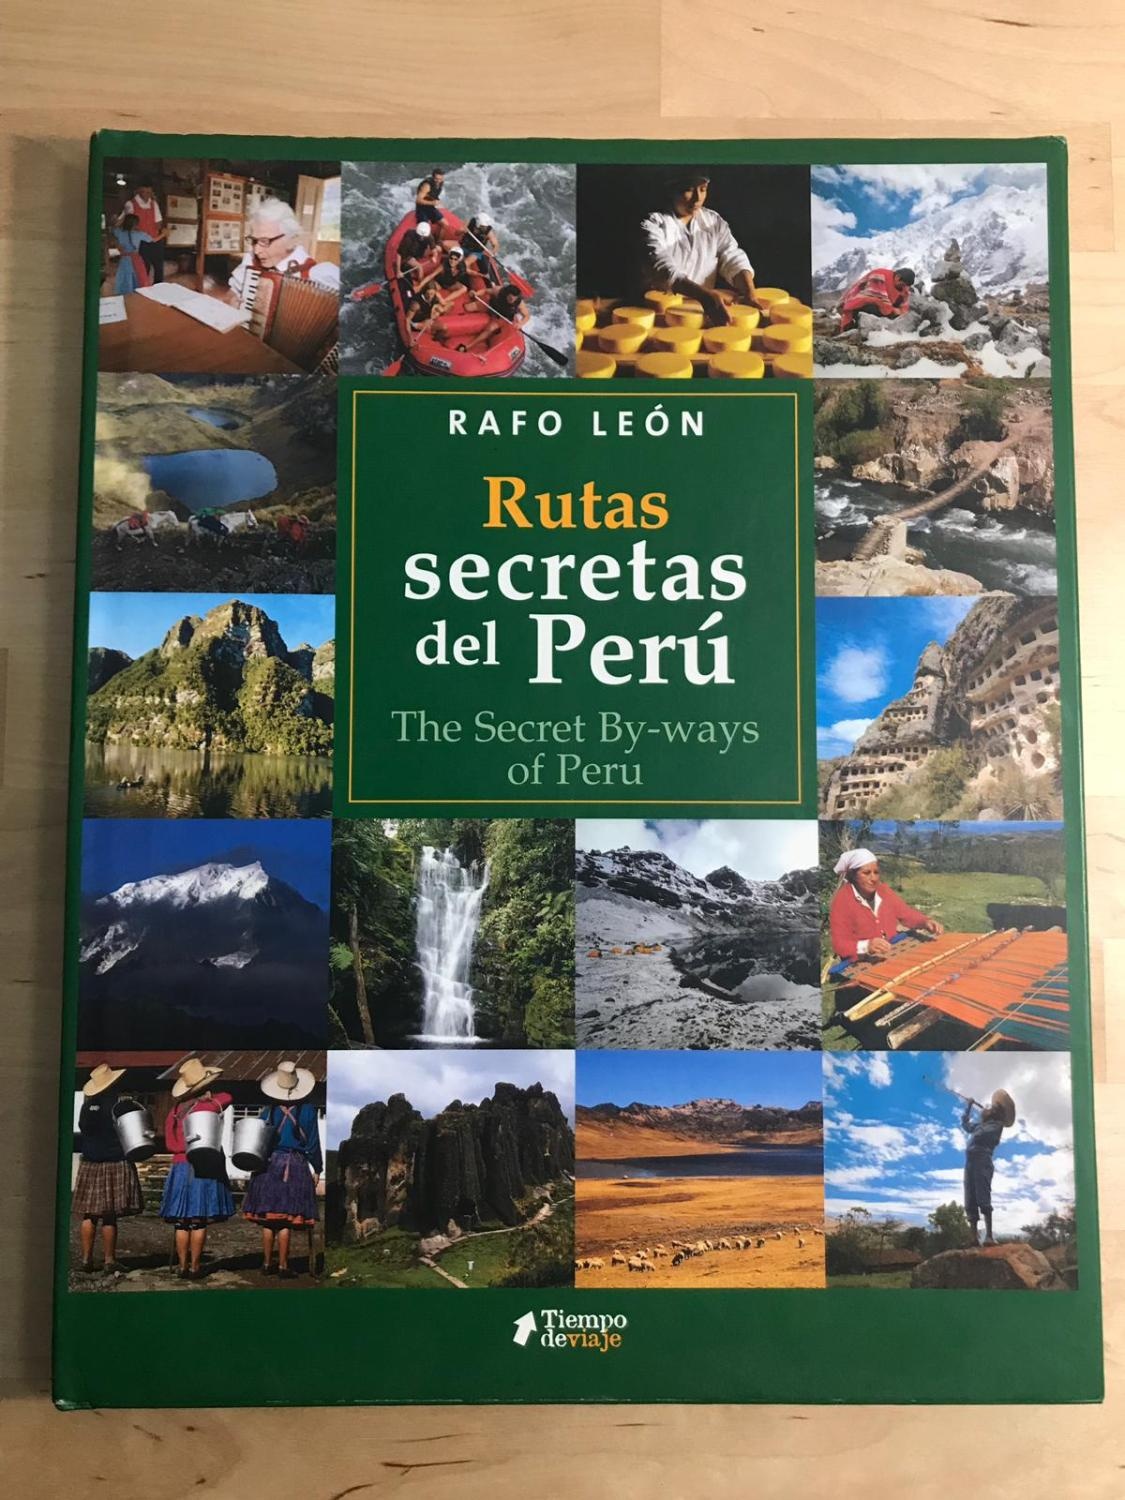 RAFO LEÓN
Rutas
secretas
del Perú
The Secret By-ways
of Peru
Tiempo
deviaje